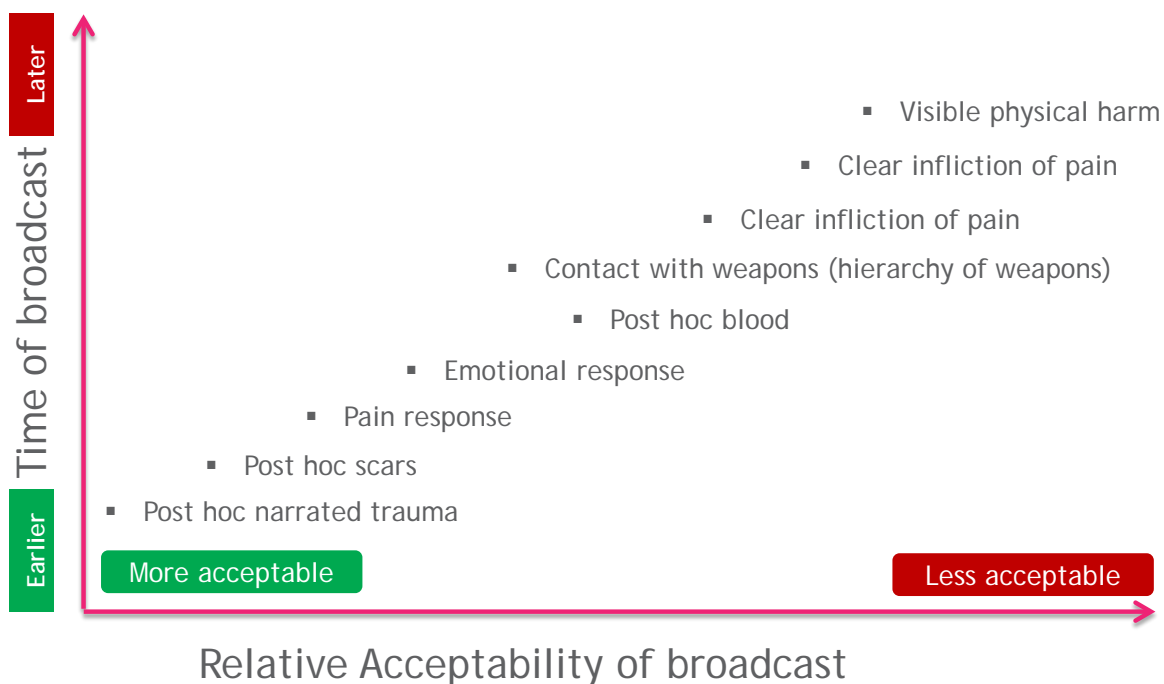 Later
▪ Visible physical harm
▪ Clear infliction of pain
▪ Clear infliction of pain
▪ Contact with weapons (hierarchy of weapons)
▪ Post hoc blood
▪ Emotional response
▪ Pain response
▪ Post hoc scars
▪ Post hoc narrated trauma
Time of broadcast
Earlier
More acceptable
Less acceptable
Relative Acceptability of broadcast